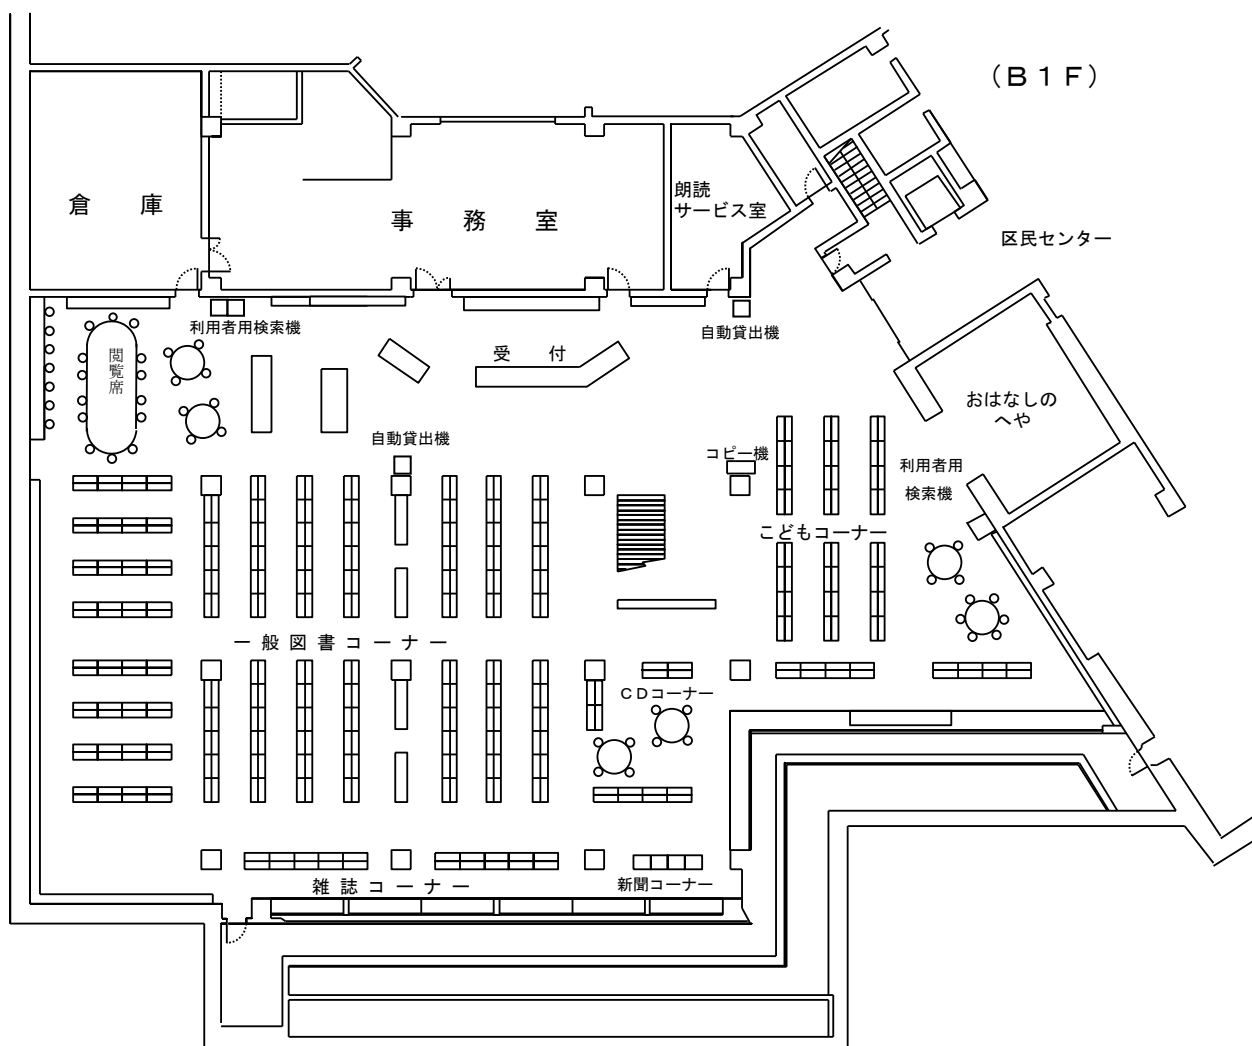 （B１F）
倉庫
事務室
朗読
サービス室
区民センター
利用者用検索機
自動貸出機
受付
閲覧席
おはなしの
へや
自動貸出機
コピー機
利用者用
検索機
こどもコーナー
一般図書コーナー
ＣＤコーナー
雑誌コーナー
新聞コーナー